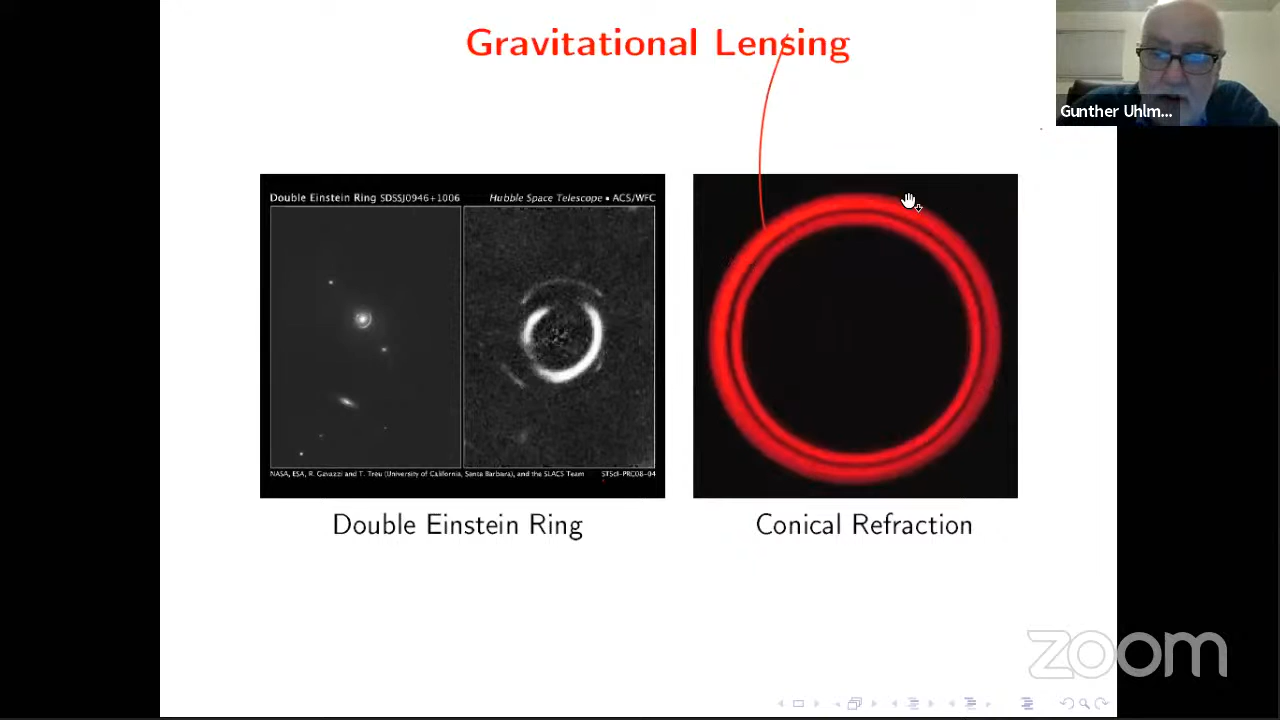 Gravitational Lensing
Gunther Uhlm...
Double Einstein Ring SDSSJ0946+1006
Hubble Space Telescope • ACS/WFC
NASA, ESA, R. Gavazzi and T. Treu (University of California, Santa Barbara), and the SLACS Team
STScI-PRC08-04
Double Einstein Ring
Conical Refraction
zoom